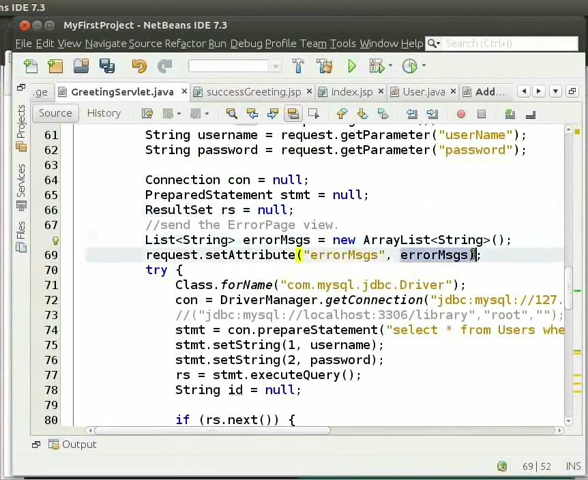 ns IDE 7.3
MyFirstProject - NetBeans IDE 7.3
File Edit View Navigate Source Refactor Run Debug Profile Team Tools Window Help Search (Ctrl+I)
..ge GreetingServlet.java successGreeting.jsp index.jsp User.java Add...
Source History
Projects
Services
Files
61 String username = request.getParameter("userName");
62 String password = request.getParameter("password");
63
64 Connection con = null;
65 PreparedStatement stmt = null;
66 ResultSet rs = null;
67 //send the ErrorPage view.
List<String> errorMsgs = new ArrayList<String>();
69 request.setAttribute("errorMsgs", errorMsgs);
70 try {
71 Class.forName("com.mysql.jdbc.Driver");
72 con = DriverManager.getConnection("jdbc:mysql://127.
73 //("jdbc:mysql://localhost:3306/library","root","");
74 stmt = con.prepareStatement("select * from Users whe
75 stmt.setString(1, username);
76 stmt.setString(2, password);
77 rs = stmt.executeQuery();
78 String id = null;
79
80 if (rs.next()) {
Output
69 | 52 INS